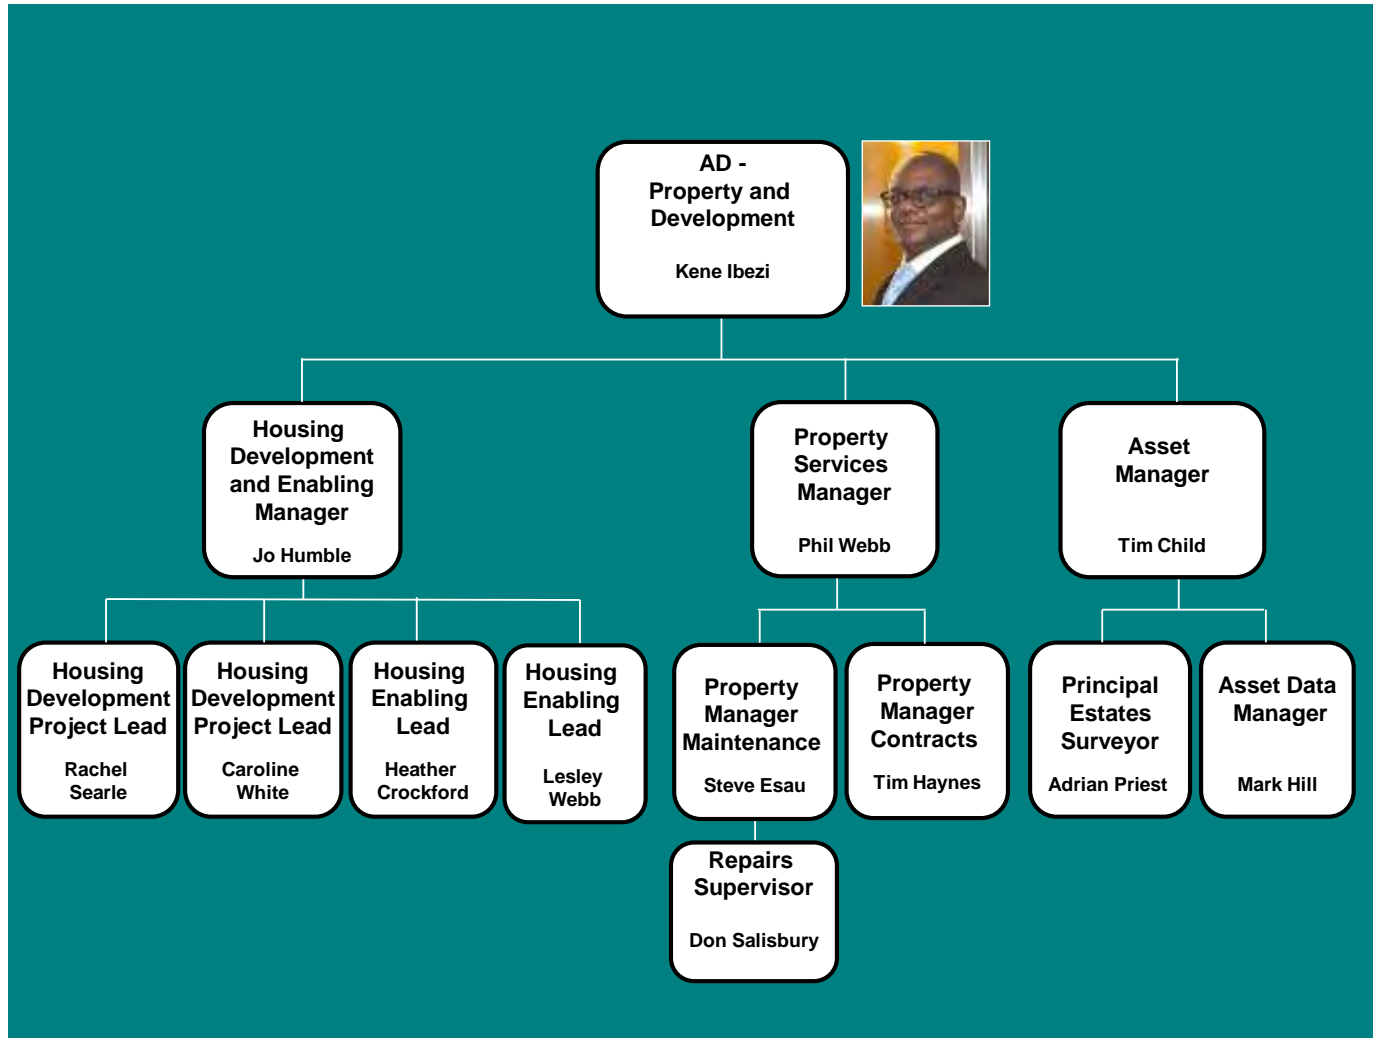 AD -
Property and
Development
Kene Ibezi
Housing
Development
and Enabling
Manager
Jo Humble
Property
Services
Manager
Phil Webb
Asset
Manager
Tim Child
Housing
Development
Project Lead
Rachel
Searle
Housing
Development
Project Lead
Caroline
White
Housing
Enabling
Lead
Heather
Crockford
Housing
Enabling
Lead
Lesley
Webb
Property
Manager
Maintenance
Steve Esau
Property
Manager
Contracts
Tim Haynes
Principal
Estates
Surveyor
Adrian Priest
Asset Data
Manager
Mark Hill
Repairs
Supervisor
Don Salisbury